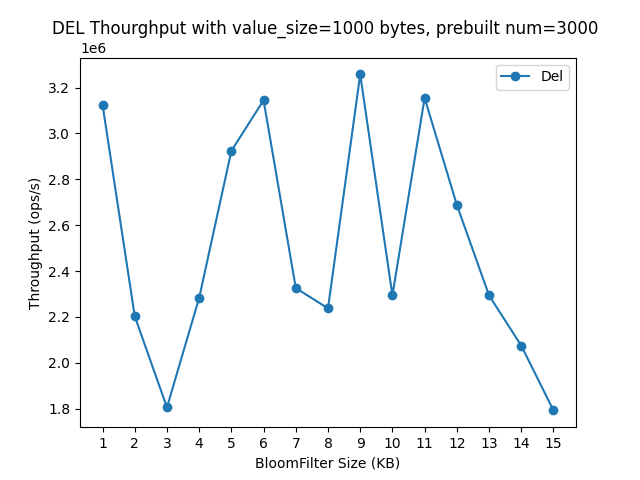 DEL Thourghput with value_size=1000 bytes, prebuilt num=3000
1e6
Del
3.2
3.0
2.8
2.6
2.4
2.2
2.0
1.8
Throughput (ops/s)
1 2 3 4 5 6 7 8 9 10 11 12 13 14 15
BloomFilter Size (KB)